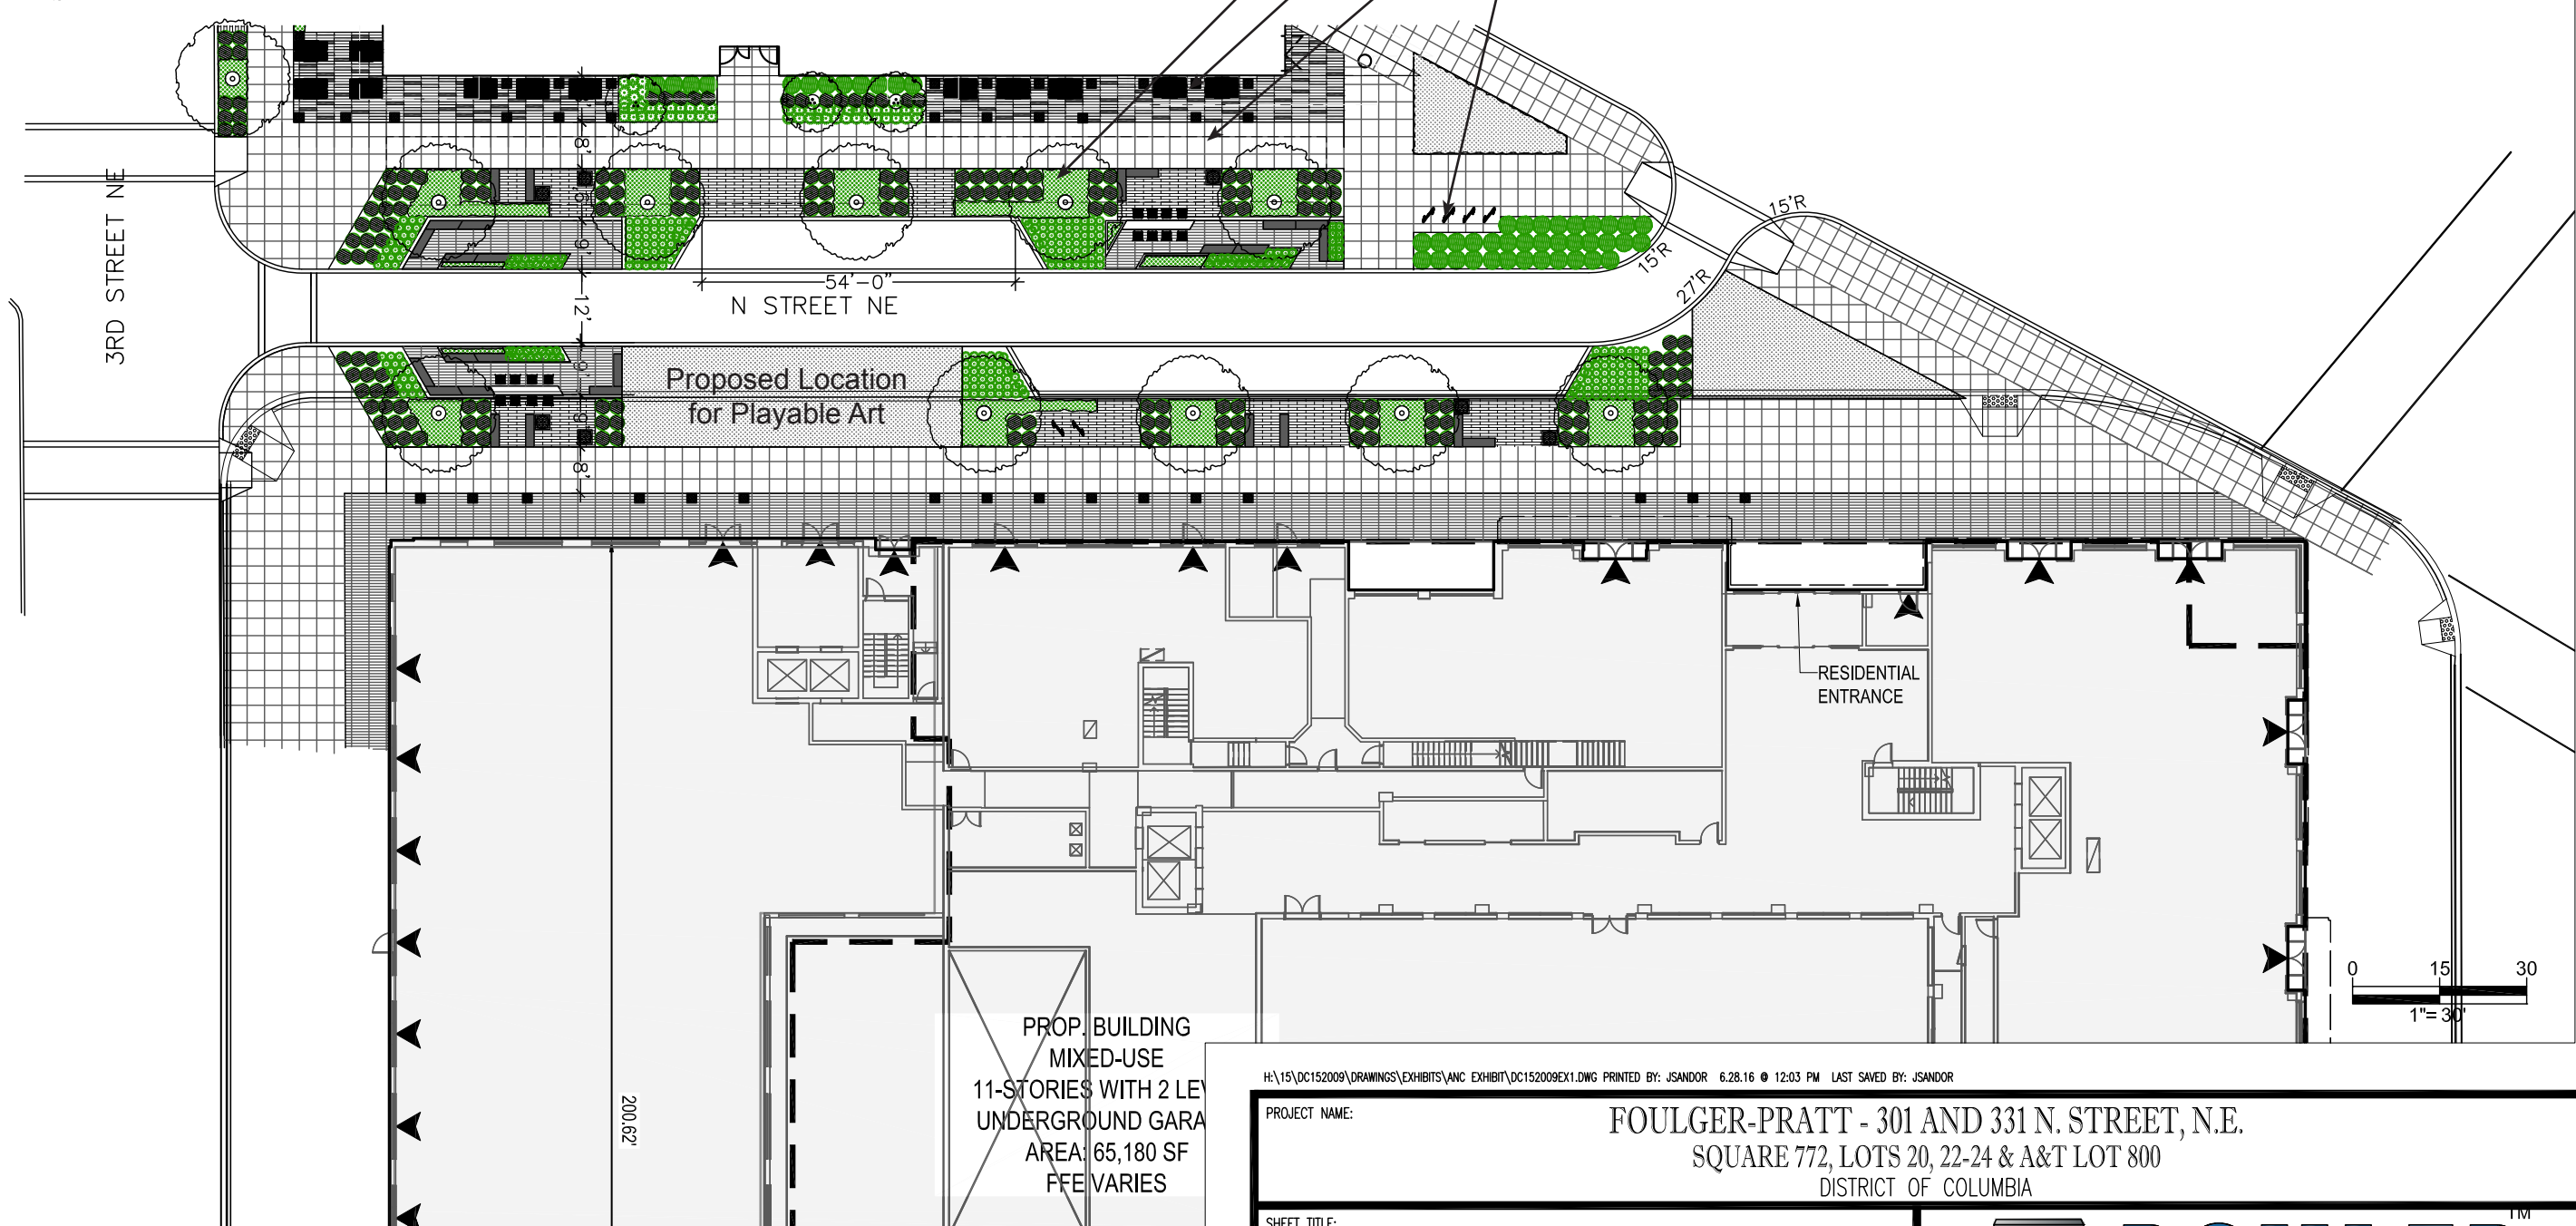 3RD STREET NE
8'
9'
9'
54'-0"
N STREET NE
12'
15'R
15'R
27'R
9'
9'
8'
Proposed Location
for Playable Art
RESIDENTIAL
ENTRANCE
200.62'
PROP. BUILDING
MIXED-USE
11-STORIES WITH 2
UNDERGROUND
AREA: 65,180 SF
FFE VARIES
0 15 30
1"= 30'
H:\15\DC152009\DRAWINGS\EXHIBITS\ANC EXHIBIT\DC152009EX1.DWG PRINTED BY: JSANDOR 6.28.16 @ 12:03 PM LAST SAVED BY: JSANDOR
PROJECT NAME:
FOULGER-PRATT - 301 AND 331 N. STREET, N.E.
SQUARE 772, LOTS 20, 22-24 & A&T LOT 800
DISTRICT OF COLUMBIA
SHEET TITLE:
TM